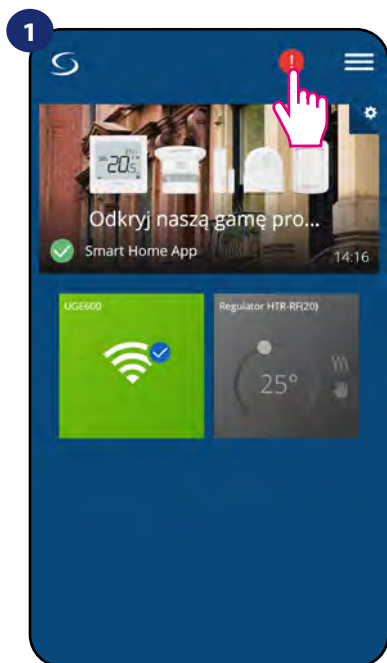 1
!
20.5
Odkryj naszą gamę pro...
Smart Home App
14:16
UGE600
Regulator HTR-RF(20)
25°